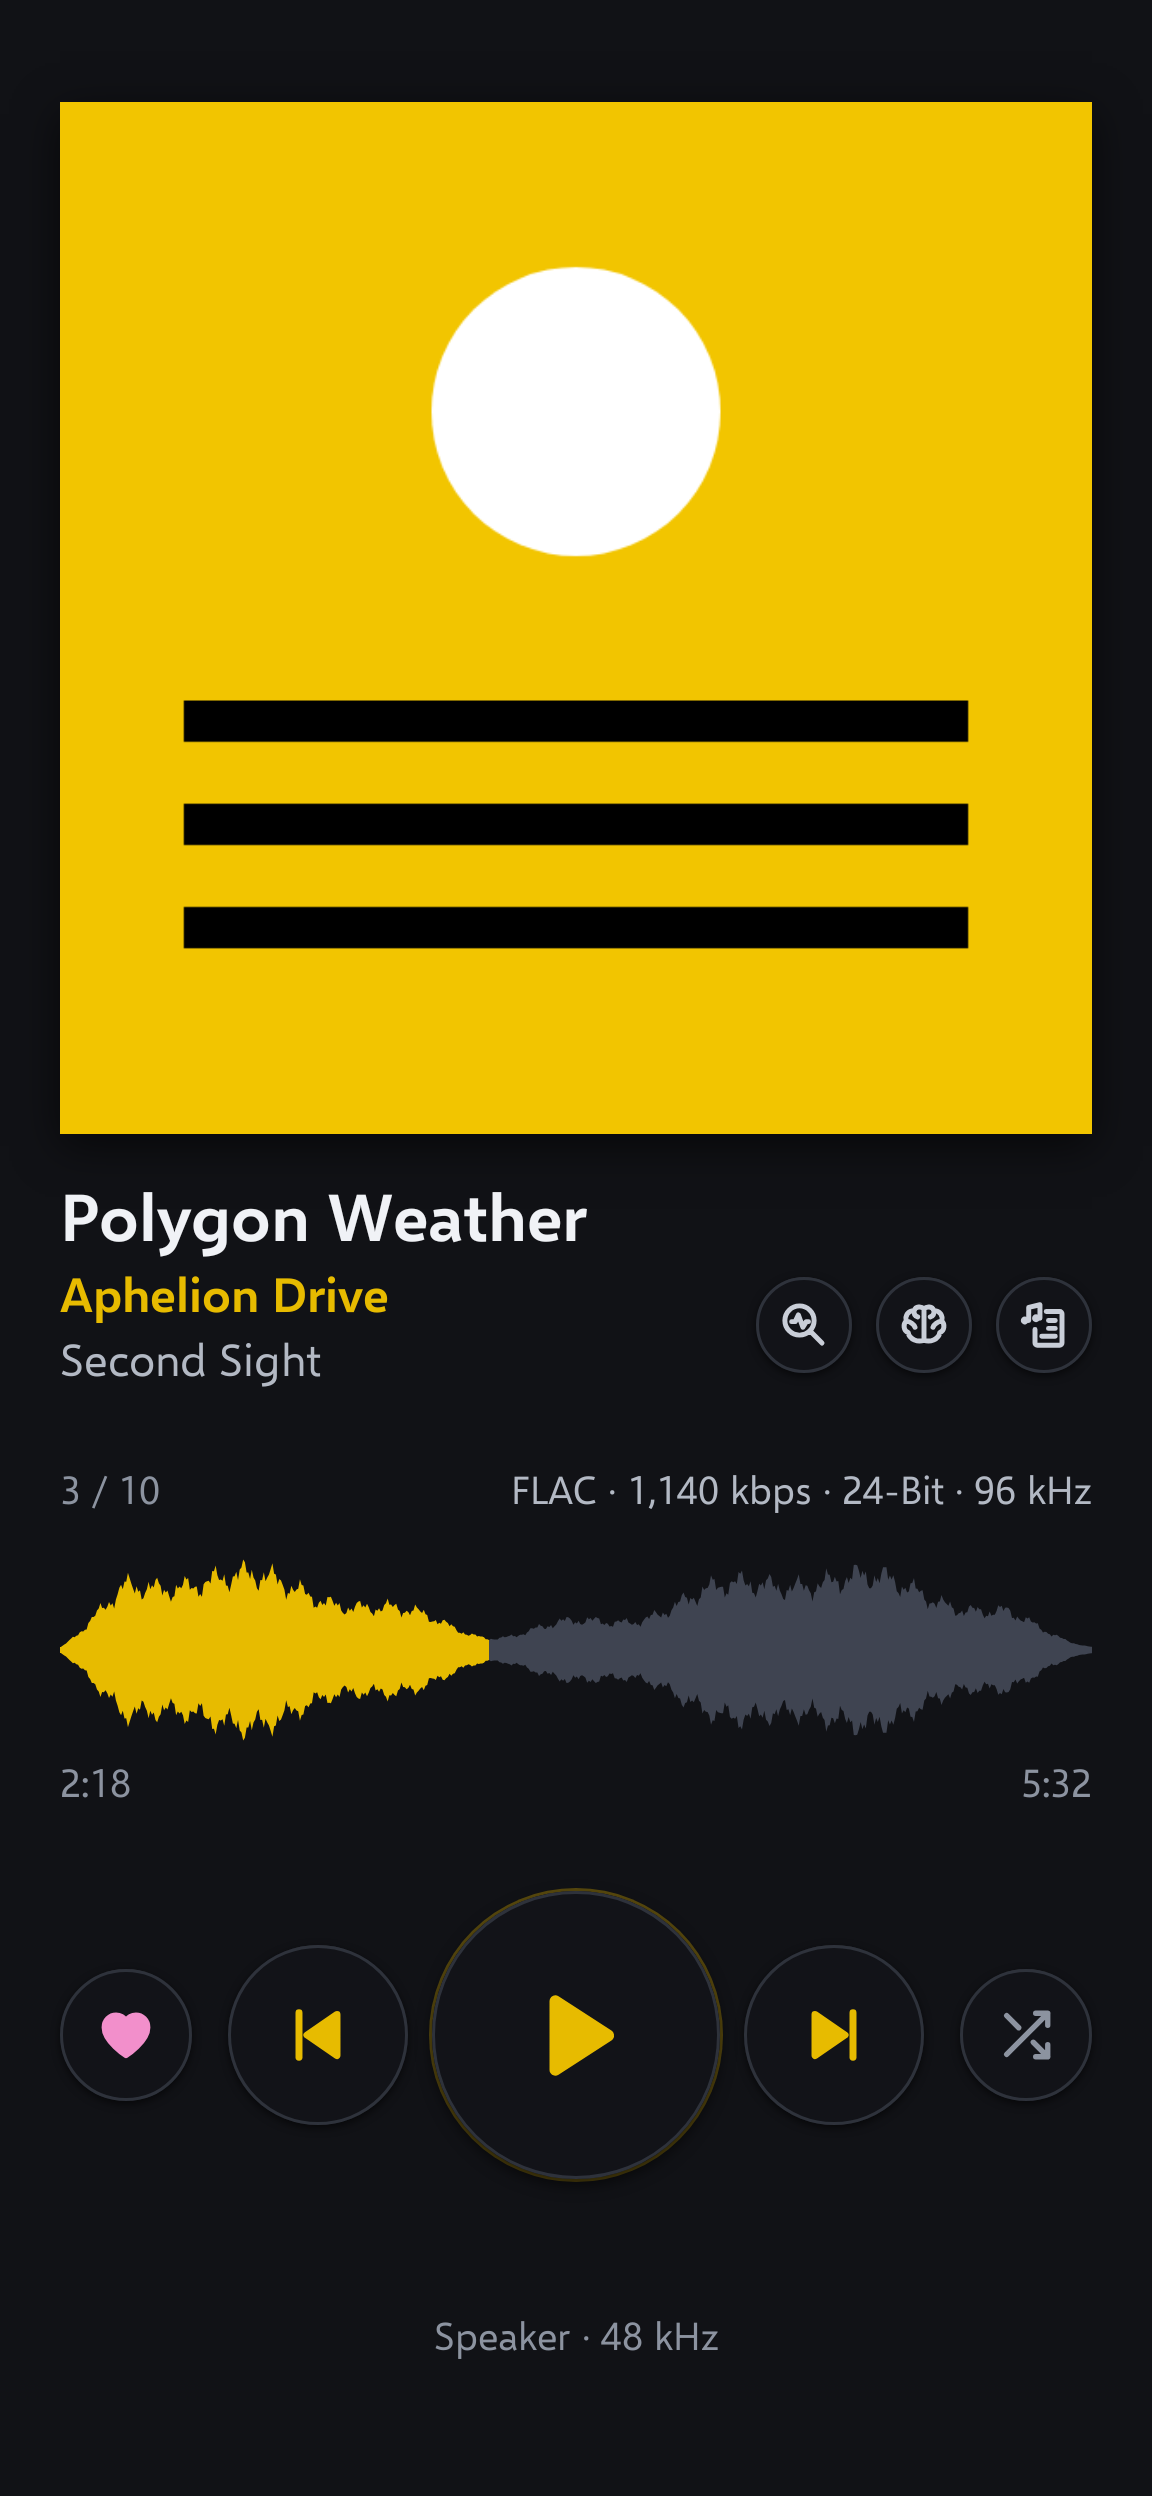 Polygon Weather
Aphelion Drive
Second Sight
3 / 10
FLAC · 1,140 kbps · 24-Bit · 96 kHz
2:18
5:32
Speaker · 48 kHz